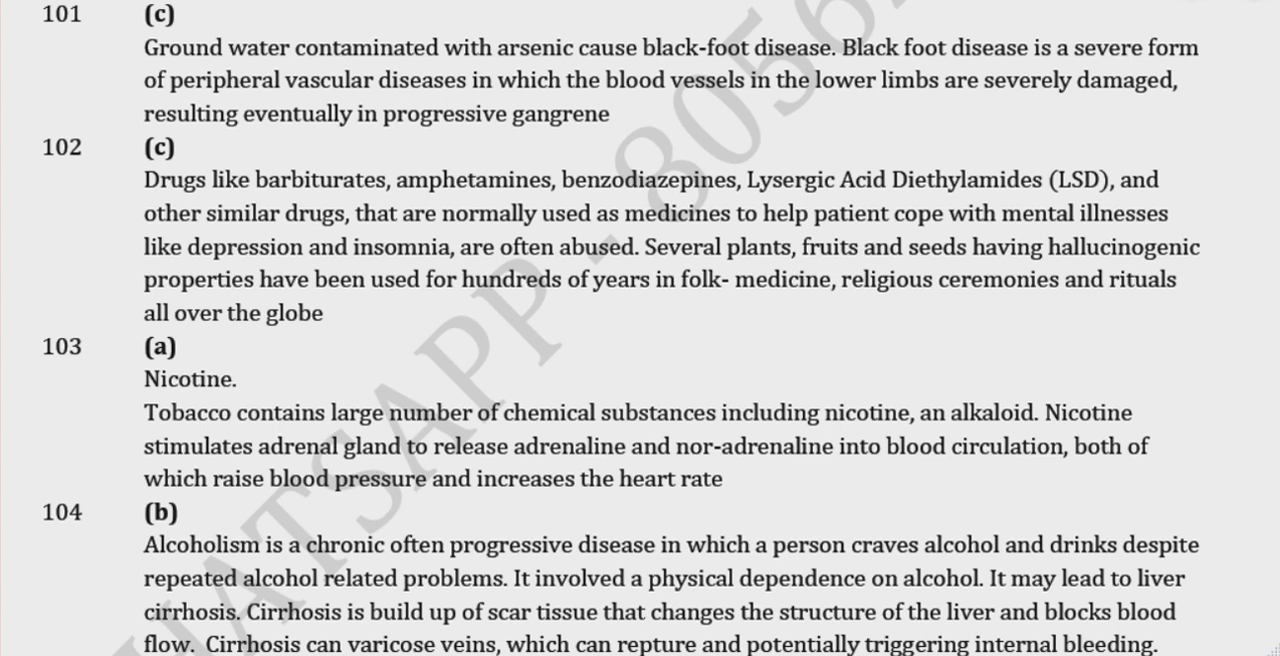 101 (c)
Ground water contaminated with arsenic cause black-foot disease. Black foot disease is a severe form
of peripheral vascular diseases in which the blood vessels in the lower limbs are severely damaged,
resulting eventually in progressive gangrene
102 (c)
Drugs like barbiturates, amphetamines, benzodiazepines, Lysergic Acid Diethylamides (LSD), and
other similar drugs, that are normally used as medicines to help patient cope with mental illnesses
like depression and insomnia, are often abused. Several plants, fruits and seeds having hallucinogenic
properties have been used for hundreds of years in folk- medicine, religious ceremonies and rituals
all over the globe
103 (a)
Nicotine.
Tobacco contains large number of chemical substances including nicotine, an alkaloid. Nicotine
stimulates adrenal gland to release adrenaline and nor-adrenaline into blood circulation, both of
which raise blood pressure and increases the heart rate
104 (b)
Alcoholism is a chronic often progressive disease in which a person craves alcohol and drinks despite
repeated alcohol related problems. It involved a physical dependence on alcohol. It may lead to liver
cirrhosis. Cirrhosis is build up of scar tissue that changes the structure of the liver and blocks blood
flow. Cirrhosis can varicose veins, which can repture and potentially triggering internal bleeding.
HATSAPP - 8056